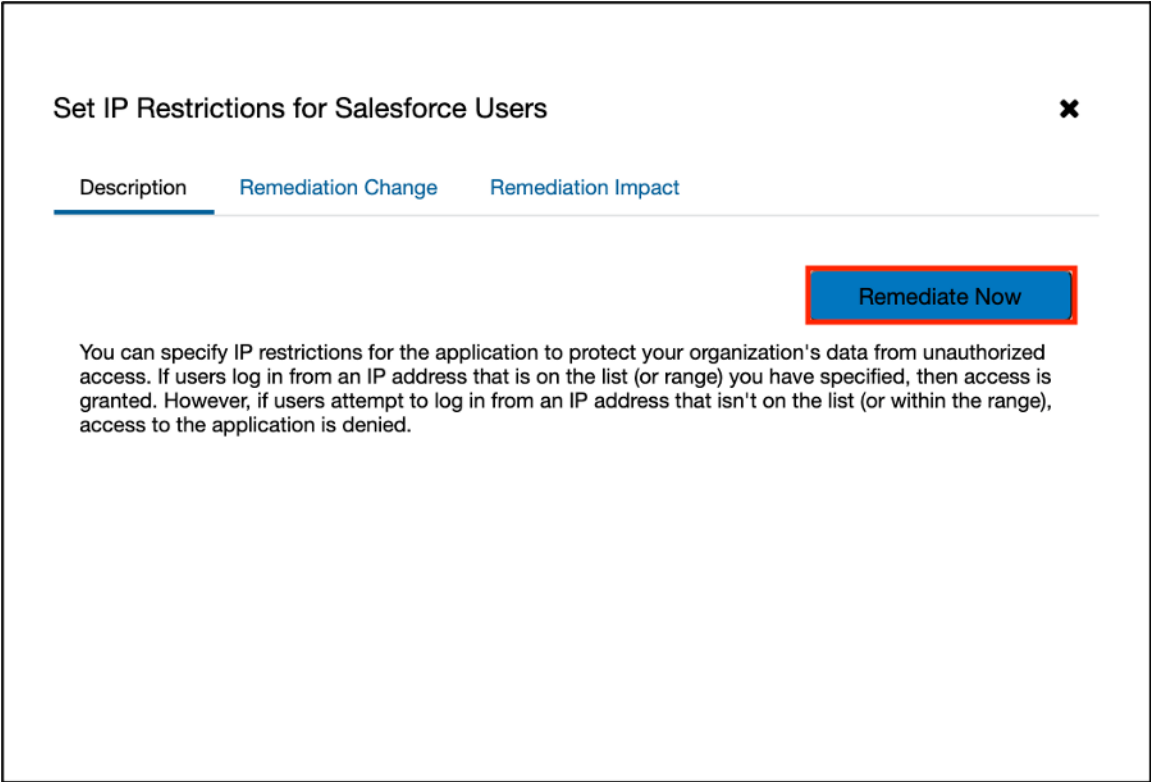 Set IP Restrictions for Salesforce Users
Description Remediation Change Remediation Impact
Remediate Now
You can specify IP restrictions for the application to protect your organization's data from unauthorized
access. If users log in from an IP address that is on the list (or range) you have specified, then access is
granted. However, if users attempt to log in from an IP address that isn't on the list (or within the range),
access to the application is denied.